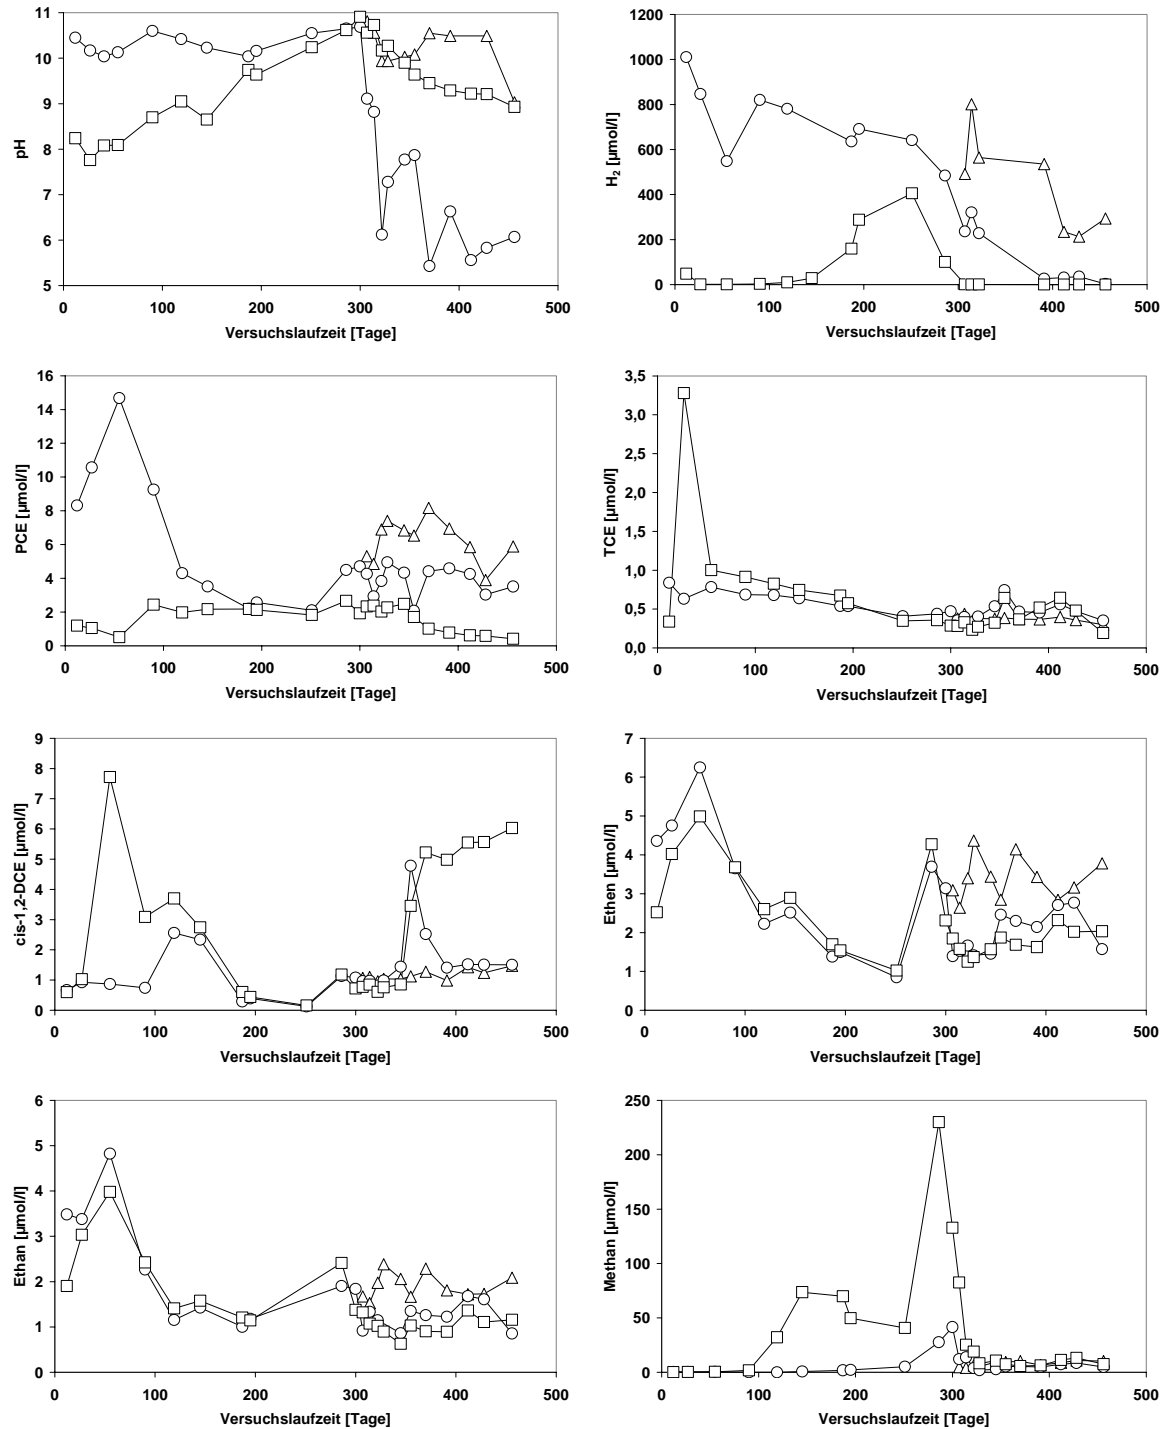 11
10
9
8
7
6
5
pH
0 100 200 300 400 500
Versuchslaufzeit [Tage]
1200
1000
800
600
400
200
0
H₂ [µmol/l]
0 100 200 300 400 500
Versuchslaufzeit [Tage]
16
14
12
10
8
6
4
2
0
PCE [µmol/l]
0 100 200 300 400 500
Versuchslaufzeit [Tage]
3,5
3,0
2,5
2,0
1,5
1,0
0,5
0,0
TCE [µmol/l]
0 100 200 300 400 500
Versuchslaufzeit [Tage]
9
8
7
6
5
4
3
2
1
0
cis-1,2-DCE [µmol/l]
0 100 200 300 400 500
Versuchslaufzeit [Tage]
7
6
5
4
3
2
1
0
Ethen [µmol/l]
0 100 200 300 400 500
Versuchslaufzeit [Tage]
6
5
4
3
2
1
0
Ethan [µmol/l]
0 100 200 300 400 500
Versuchslaufzeit [Tage]
250
200
150
100
50
0
Methan [µmol/l]
0 100 200 300 400 500
Versuchslaufzeit [Tage]